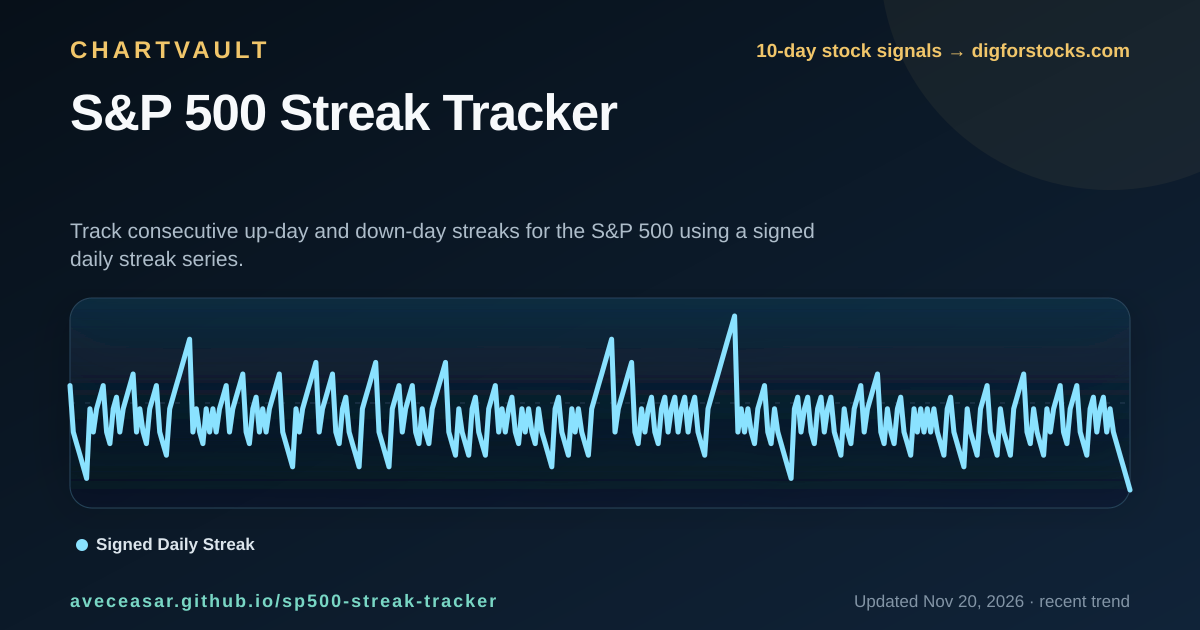 CHARTVAULT
10-day stock signals → digforstocks.com
S&P 500 Streak Tracker
Track consecutive up-day and down-day streaks for the S&P 500 using a signed
daily streak series.
Signed Daily Streak
aveceasar.github.io/sp500-streak-tracker
Updated Nov 20, 2026 · recent trend